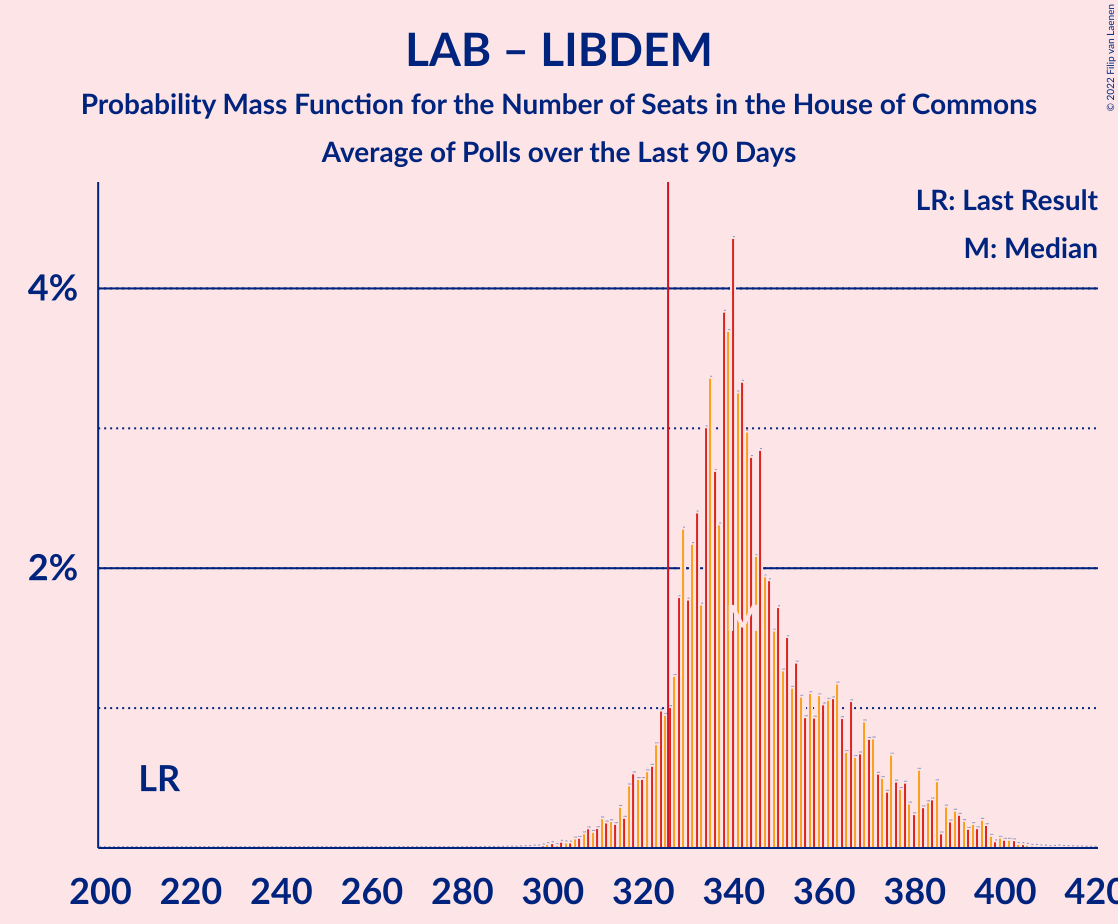 LAB – LIBDEM
Probability Mass Function for the Number of Seats in the House of Commons
Average of Polls over the Last 90 Days
© 2022 Filip van Laenen
LR: Last Result
M: Median
4%
2%
M
LR
200 220 240 260 280 300 320 340 360 380 400 420